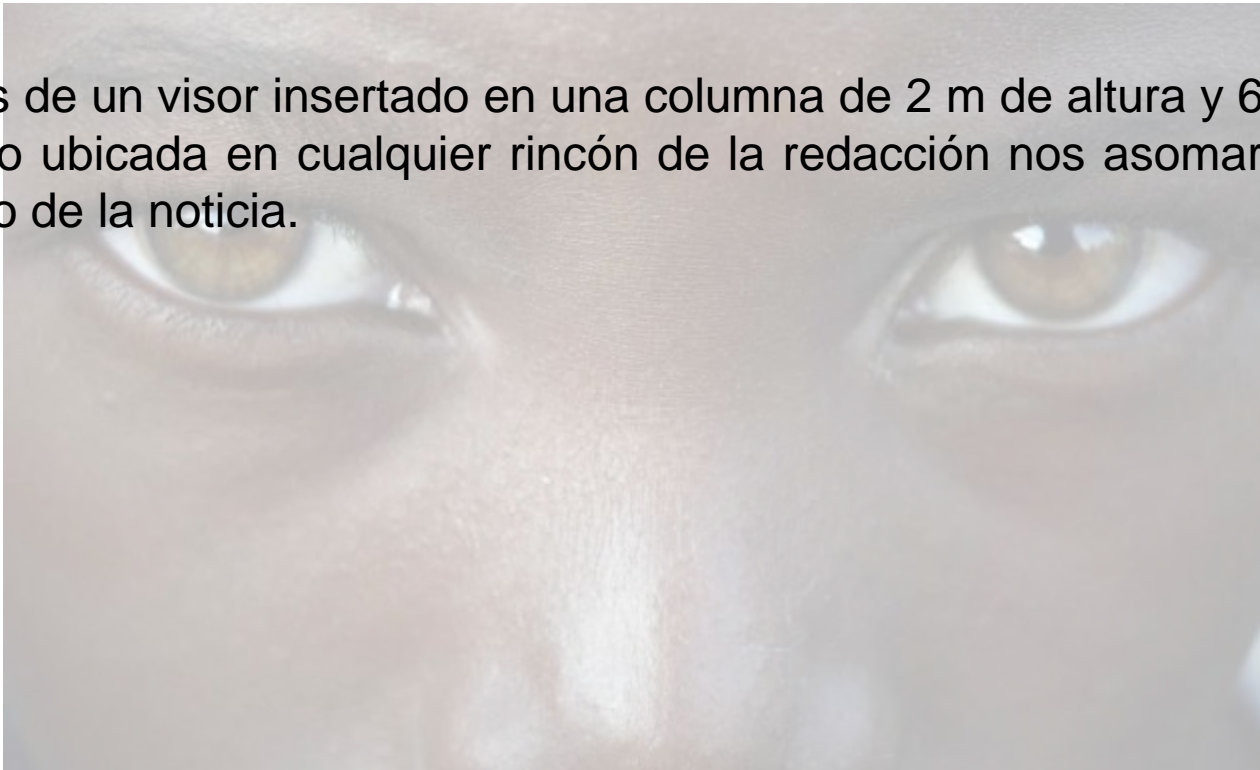 s de un visor insertado en una columna de 2 m de altura y 6
o ubicada en cualquier rincón de la redacción nos asomar
o de la noticia.